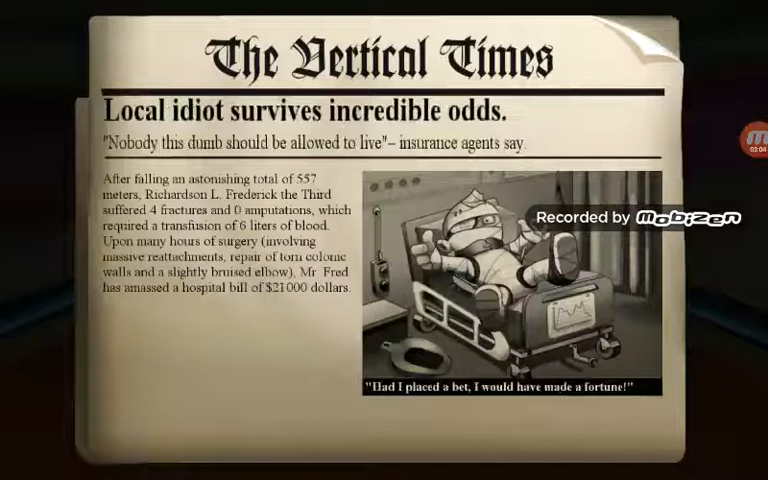 The Vertical Times
Local idiot survives incredible odds.
"Nobody this dumb should be allowed to live"– insurance agents say.
After falling an astonishing total of 557
meters, Richardson L. Frederick the Third
suffered 4 fractures and 0 amputations, which
required a transfusion of 6 liters of blood.
Upon many hours of surgery (involving
massive reattachments, repair of torn colonic
walls and a slightly bruised elbow), Mr. Fred
has amassed a hospital bill of $21000 dollars.
"Had I placed a bet, I would have made a fortune!"
Recorded by mobizen
M
03:04